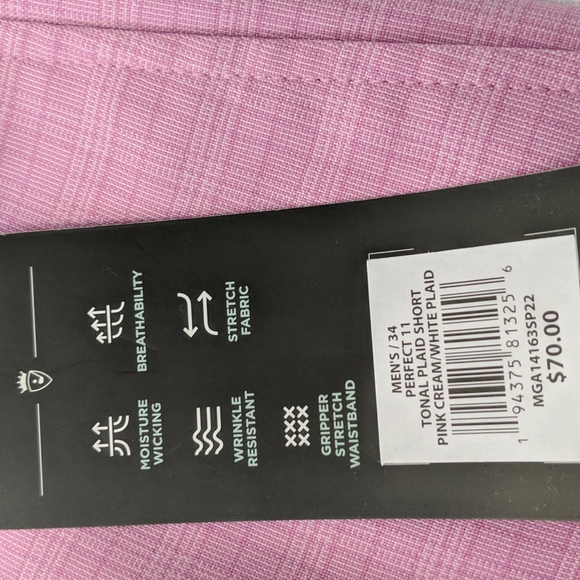 BREATHABILITY
STRETCH
FABRIC
MOISTURE
WICKING
WRINKLE
RESISTANT
GRIPPER
STRETCH
WAISTBAND
MEN'S / 34
PERFECT 11
TONAL PLAID SHORT
PINK CREAM/WHITE PLAID
1 94375 81325 6
MGA14163SP22
$70.00